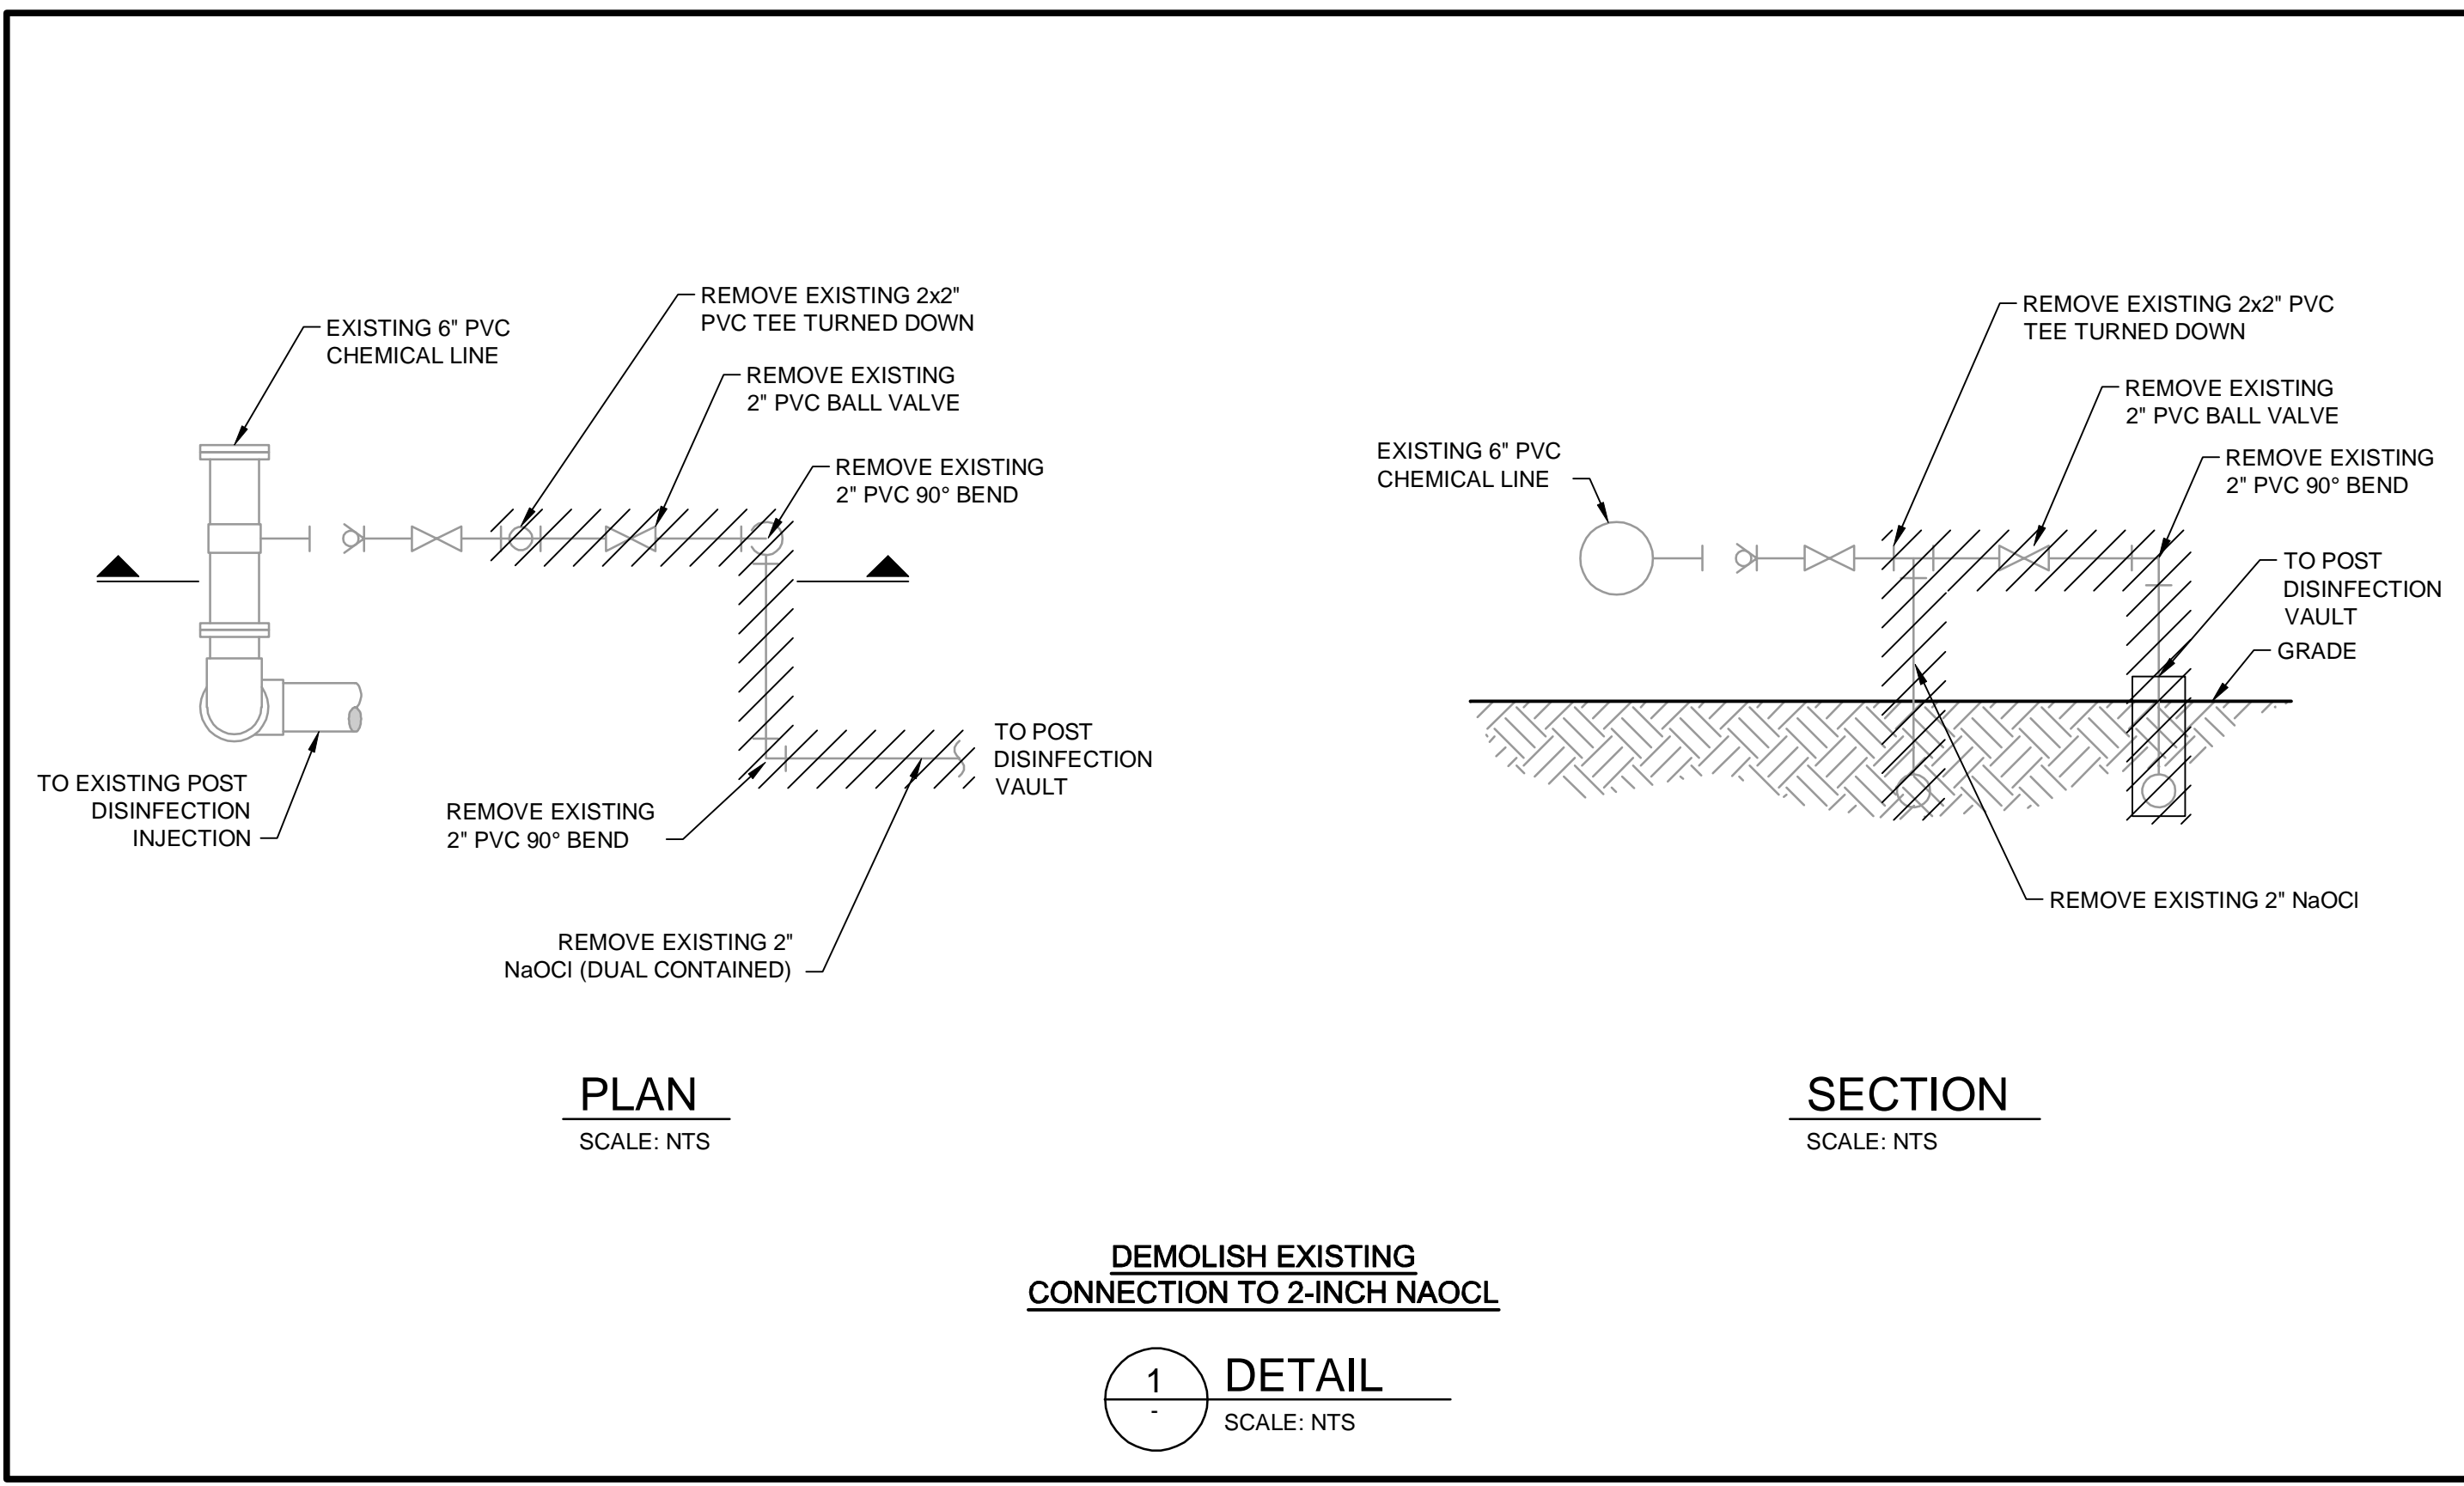 EXISTING 6" PVC
CHEMICAL LINE
REMOVE EXISTING 2x2"
PVC TEE TURNED DOWN
REMOVE EXISTING
2" PVC BALL VALVE
REMOVE EXISTING
2" PVC 90° BEND
TO EXISTING POST
DISINFECTION
INJECTION
REMOVE EXISTING
2" PVC 90° BEND
TO POST
DISINFECTION
VAULT
REMOVE EXISTING 2"
NaOCl (DUAL CONTAINED)
PLAN
SCALE: NTS
REMOVE EXISTING 2x2" PVC
TEE TURNED DOWN
REMOVE EXISTING
2" PVC BALL VALVE
EXISTING 6" PVC
CHEMICAL LINE
REMOVE EXISTING
2" PVC 90° BEND
TO POST
DISINFECTION
VAULT
GRADE
REMOVE EXISTING 2" NaOCl
SECTION
SCALE: NTS
DEMOLISH EXISTING
CONNECTION TO 2-INCH NAOCL
1
-
DETAIL
SCALE: NTS